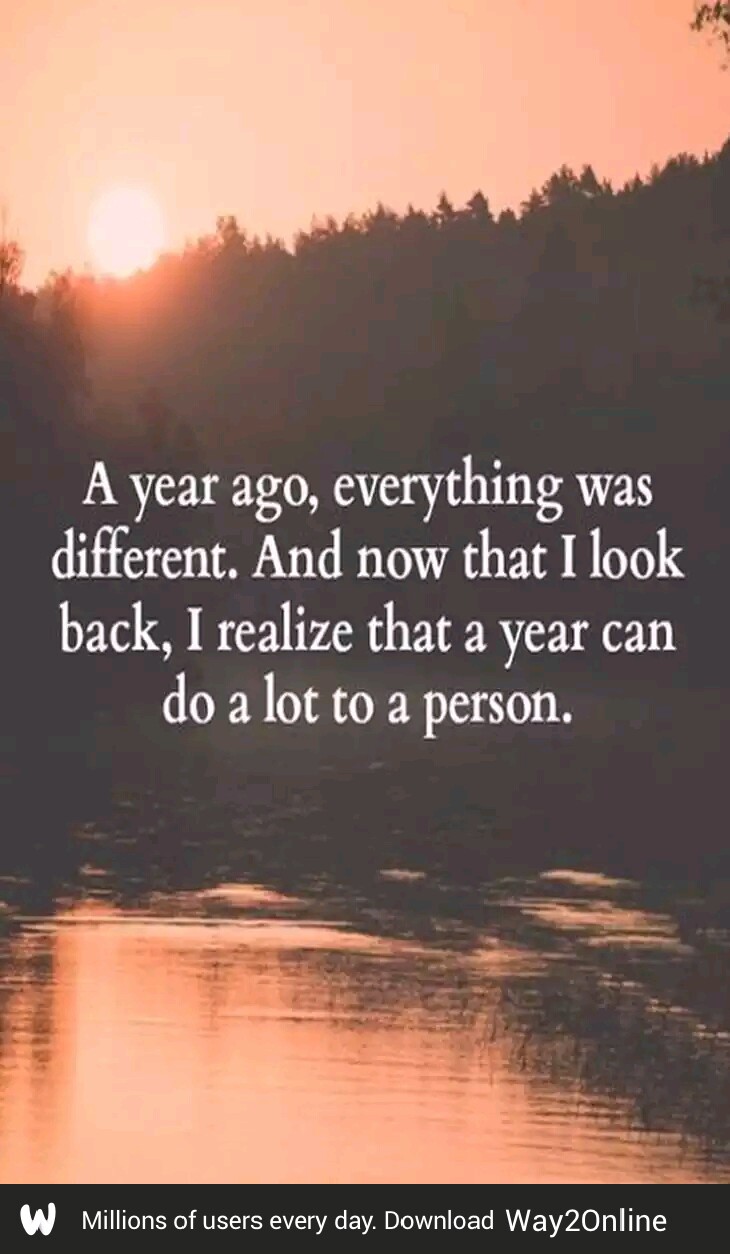 A year ago, everything was
different. And now that I look
back, I realize that a year can
do a lot to a person.
W Millions of users every day. Download Way2Online